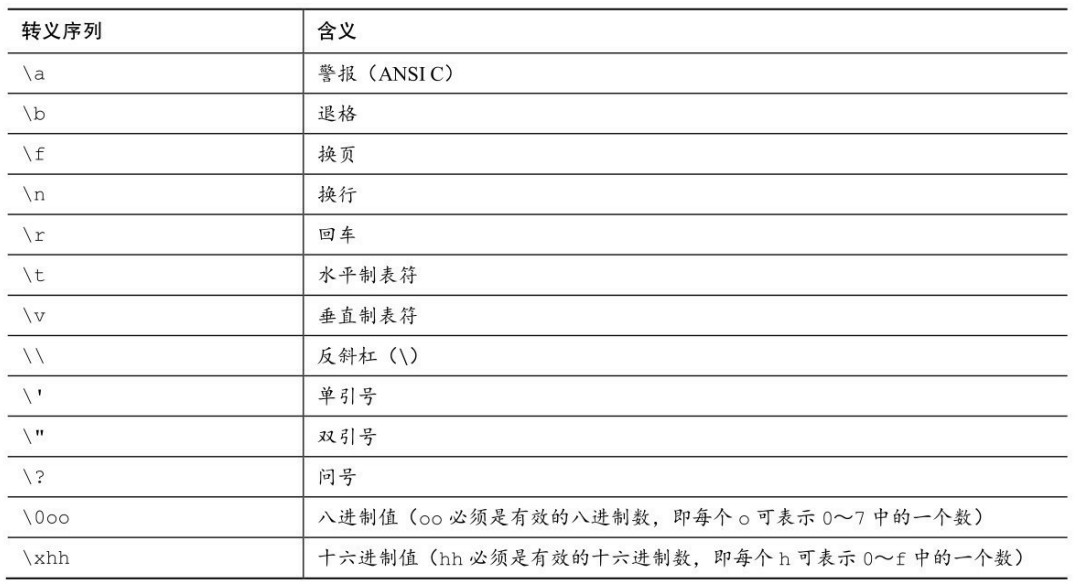 转义序列 含义
\a 警报（ANSI C）
\b 退格
\f 换页
\n 换行
\r 回车
\t 水平制表符
\v 垂直制表符
\\ 反斜杠（\）
\' 单引号
\" 双引号
\? 问号
\0oo 八进制值（oo 必须是有效的八进制数，即每个 o 可表示 0～7 中的一个数）
\xhh 十六进制值（hh 必须是有效的十六进制数，即每个 h 可表示 0～f 中的一个数）